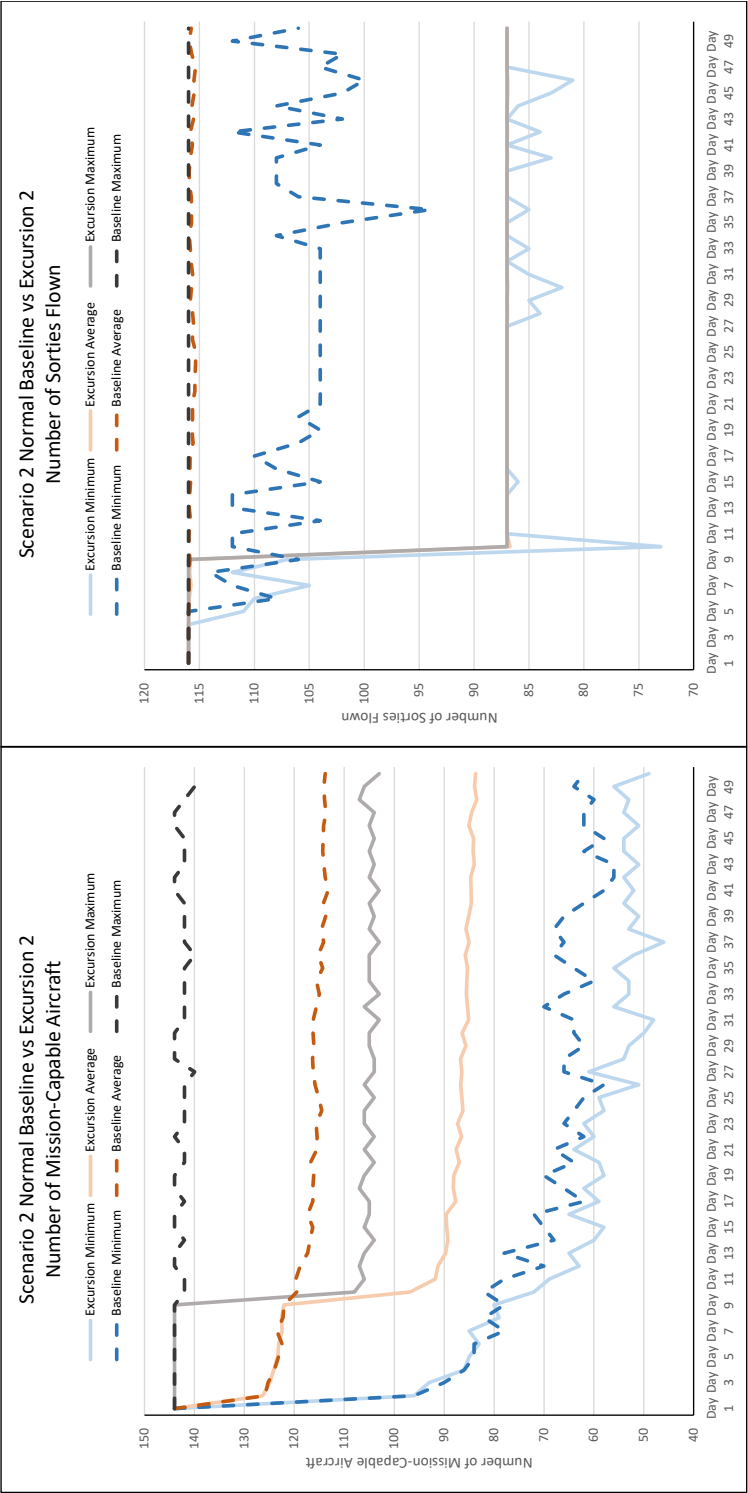 Scenario 2 Normal Baseline vs Excursion 2
Number of Mission-Capable Aircraft
Excursion Minimum Excursion Average Excursion Maximum
Baseline Minimum Baseline Average Baseline Maximum
Number of Mission-Capable Aircraft
150
140
130
120
110
100
90
80
70
60
50
40
Day Day Day Day Day Day Day Day Day Day Day Day Day Day Day Day Day Day Day Day Day Day Day Day Day
1 3 5 7 9 11 13 15 17 19 21 23 25 27 29 31 33 35 37 39 41 43 45 47 49
Scenario 2 Normal Baseline vs Excursion 2
Number of Sorties Flown
Excursion Minimum Excursion Average Excursion Maximum
Baseline Minimum Baseline Average Baseline Maximum
Number of Sorties Flown
120
115
110
105
100
95
90
85
80
75
70
Day Day Day Day Day Day Day Day Day Day Day Day Day Day Day Day Day Day Day Day Day Day Day Day Day
1 3 5 7 9 11 13 15 17 19 21 23 25 27 29 31 33 35 37 39 41 43 45 47 49